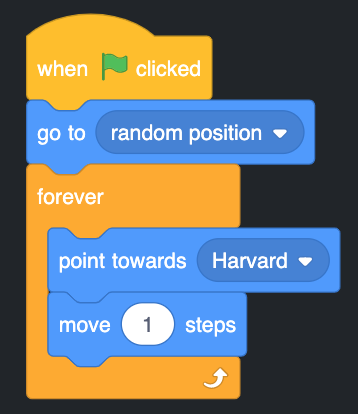 when clicked
go to random position
forever
point towards Harvard
move 1 steps